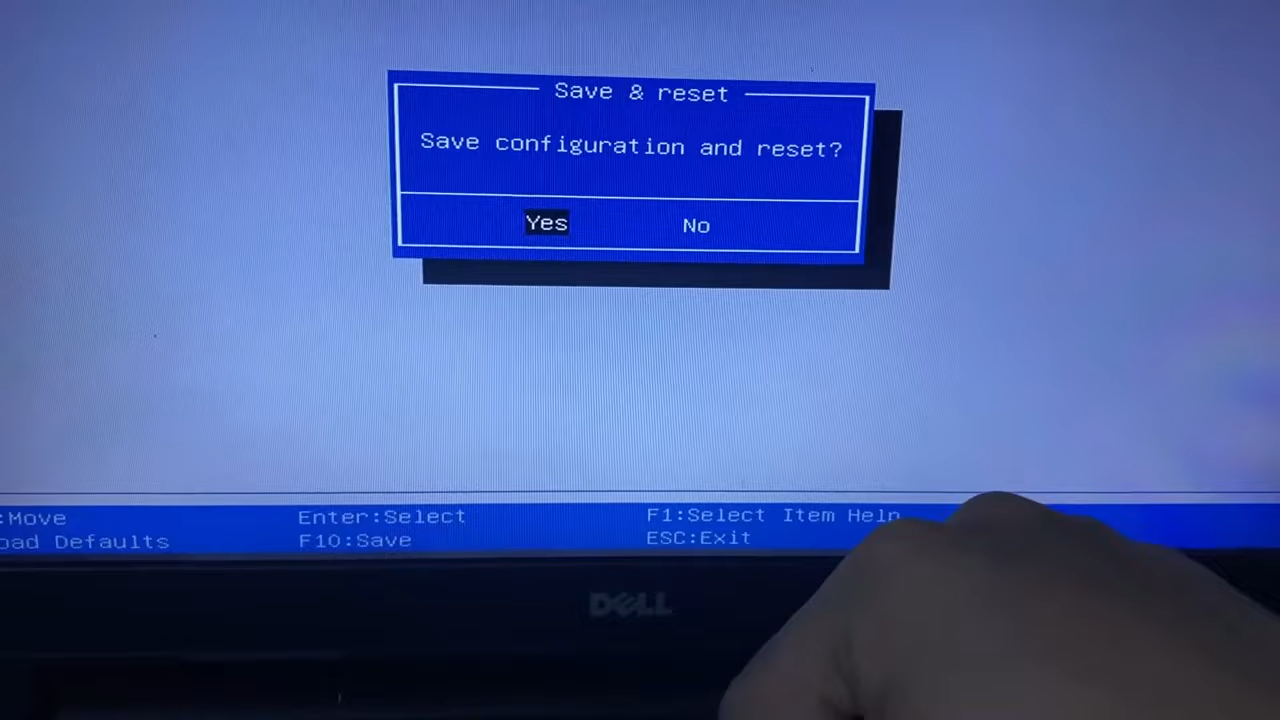 Save & reset
Save configuration and reset?
Yes No
:Move Enter:Select F1:Select Item Help
oad Defaults F10:Save ESC:Exit
DELL